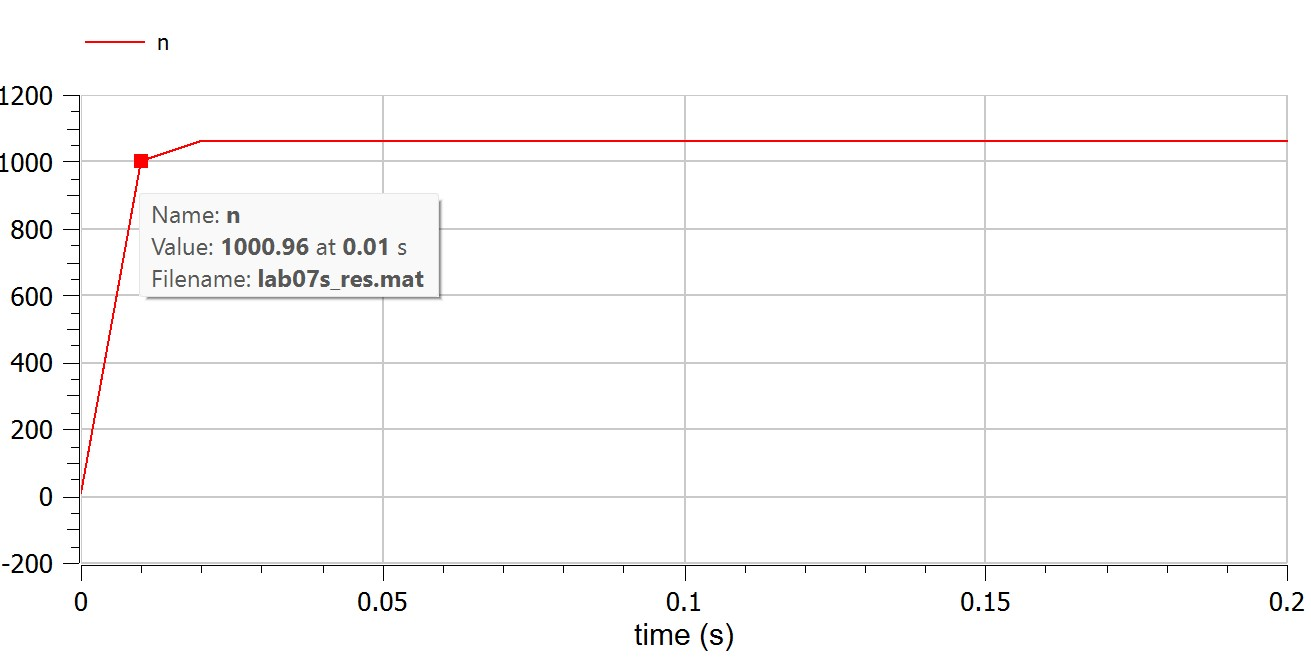 n
1200
1000
800
600
400
200
0
-200
Name: n
Value: 1000.96 at 0.01 s
Filename: lab07s_res.mat
0 0.05 0.1 0.15 0.2
time (s)